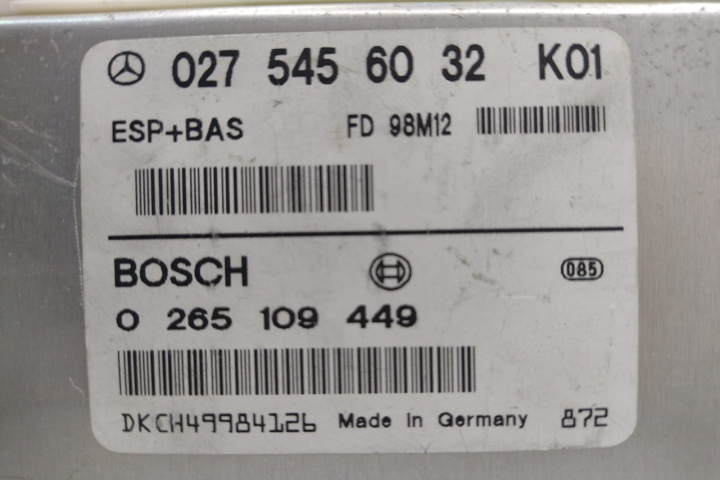 027 545 60 32 K01
ESP+BAS FD 98M12
BOSCH 085
0 265 109 449
DKCH49984126 Made In Germany 872